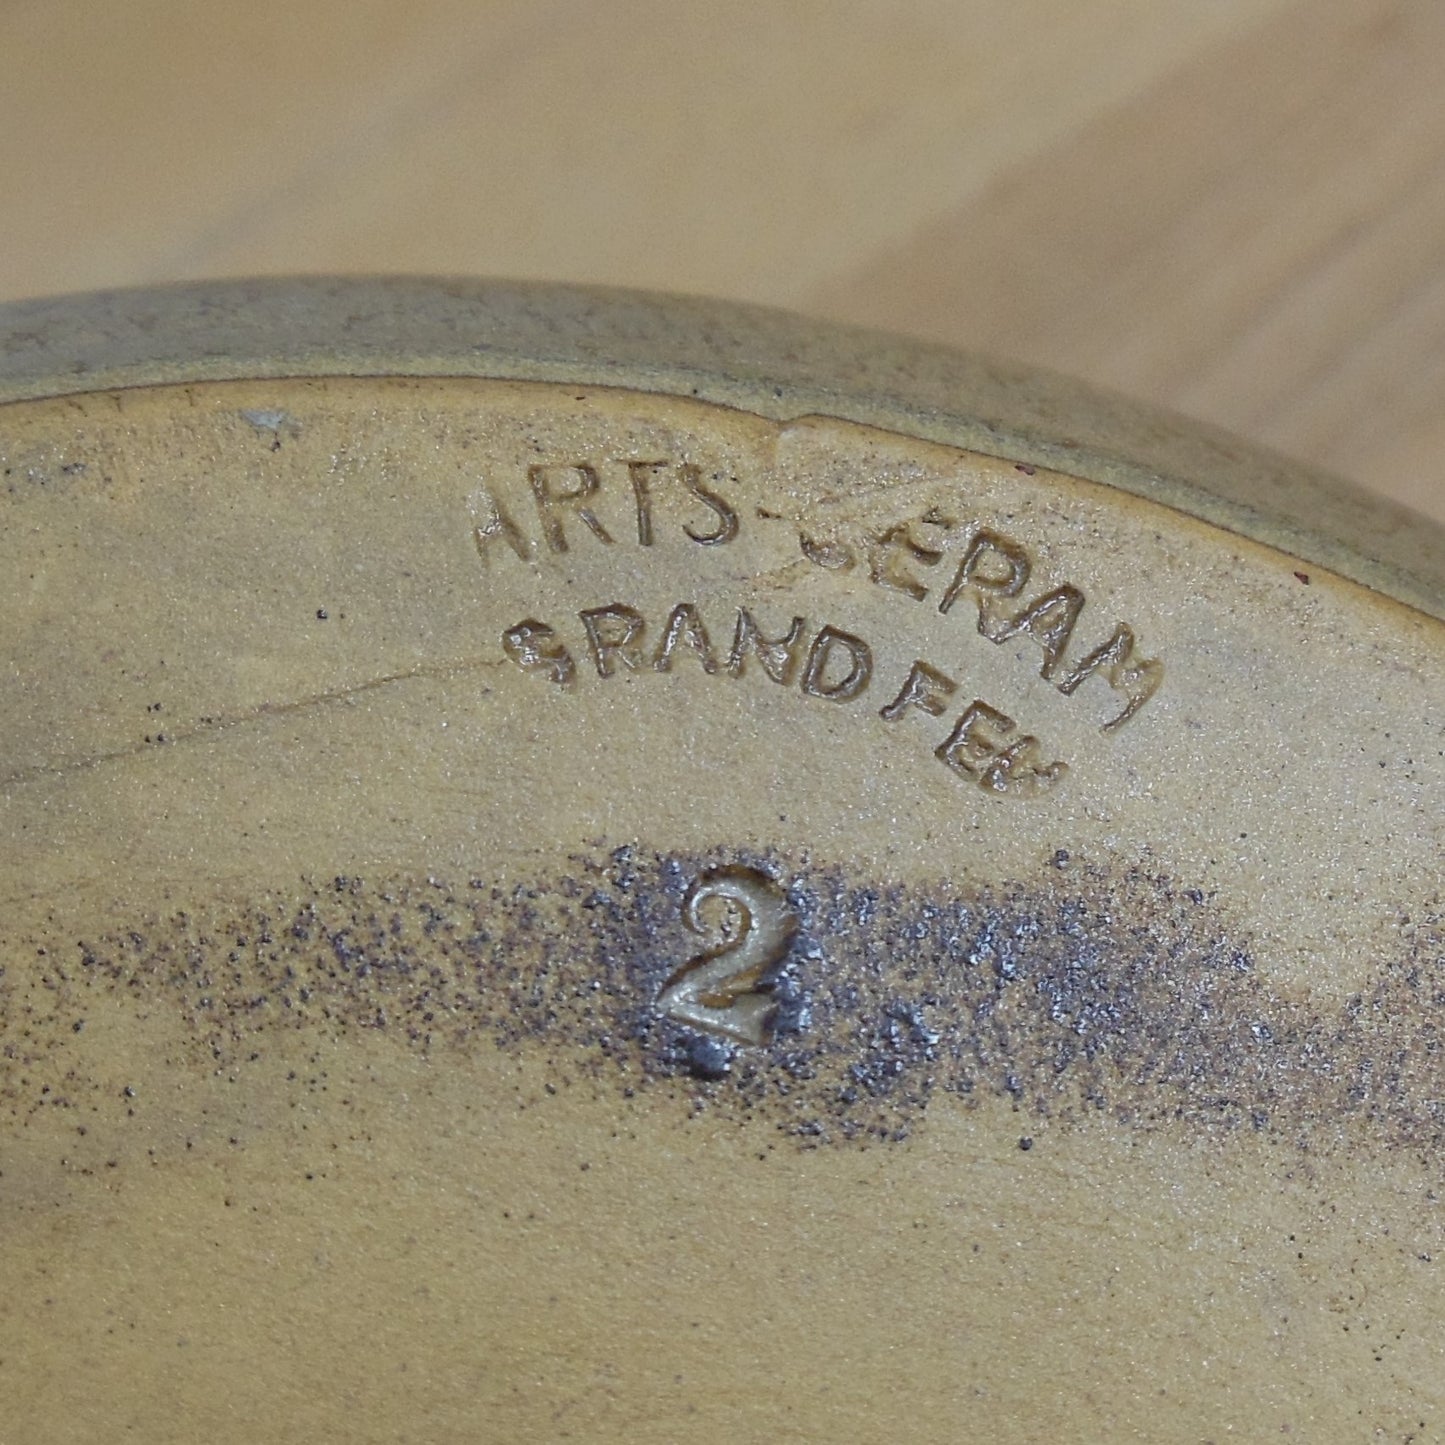 ARTS-CERAM
GRAND FEU
2